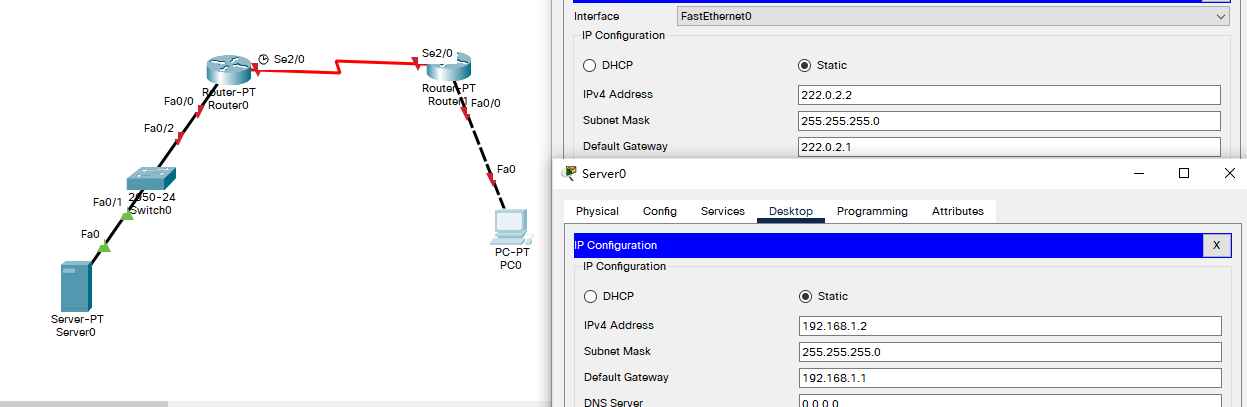 Se2/0
Se2/0
Router-PT
Router0
Router-PT
Router1
Fa0/0
Fa0/0
Fa0/2
Fa0/1
2950-24
Switch0
Fa0
Fa0
Server-PT
Server0
PC-PT
PC0
Interface
FastEthernet0
IP Configuration
DHCP
Static
IPv4 Address
222.0.2.2
Subnet Mask
255.255.255.0
Default Gateway
222.0.2.1
Server0
Physical Config Services Desktop Programming Attributes
IP Configuration
X
IP Configuration
DHCP
Static
IPv4 Address
192.168.1.2
Subnet Mask
255.255.255.0
Default Gateway
192.168.1.1
DNS Server
0.0.0.0